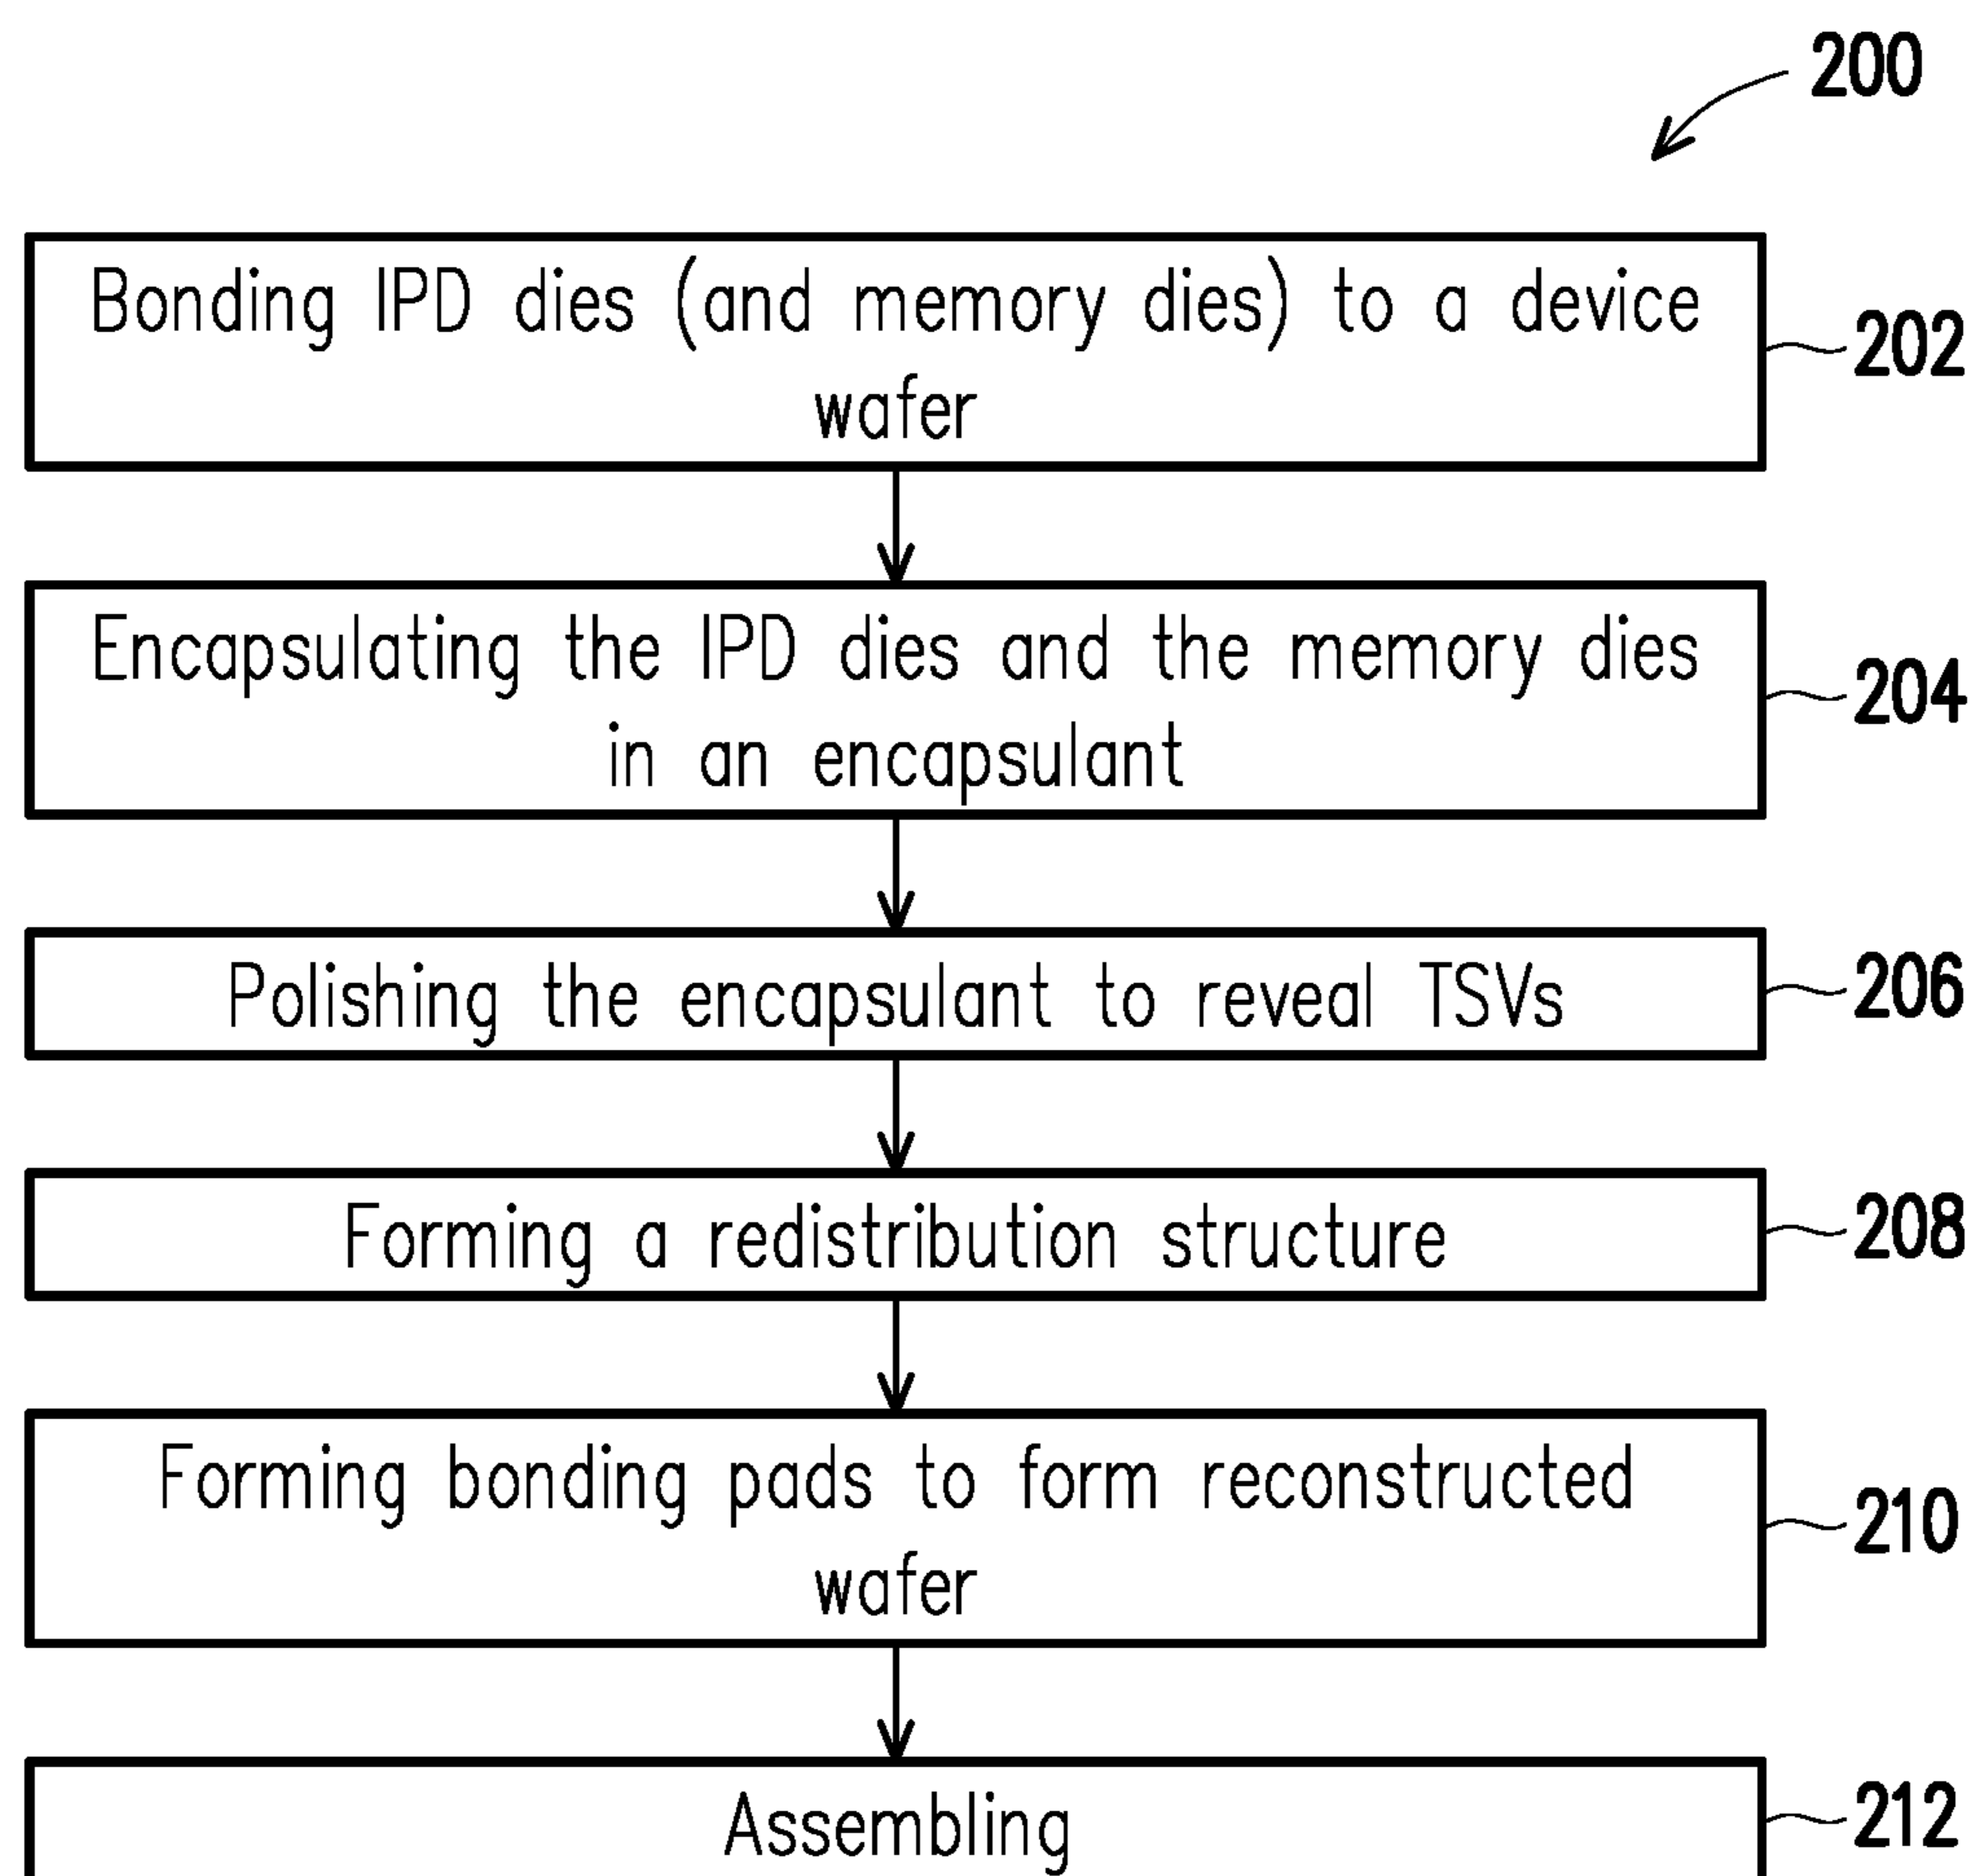 200
Bonding IPD dies (and memory dies) to a device
wafer
202
Encapsulating the IPD dies and the memory dies
in an encapsulant
204
Polishing the encapsulant to reveal TSVs
206
Forming a redistribution structure
208
Forming bonding pads to form reconstructed
wafer
210
Assembling
212